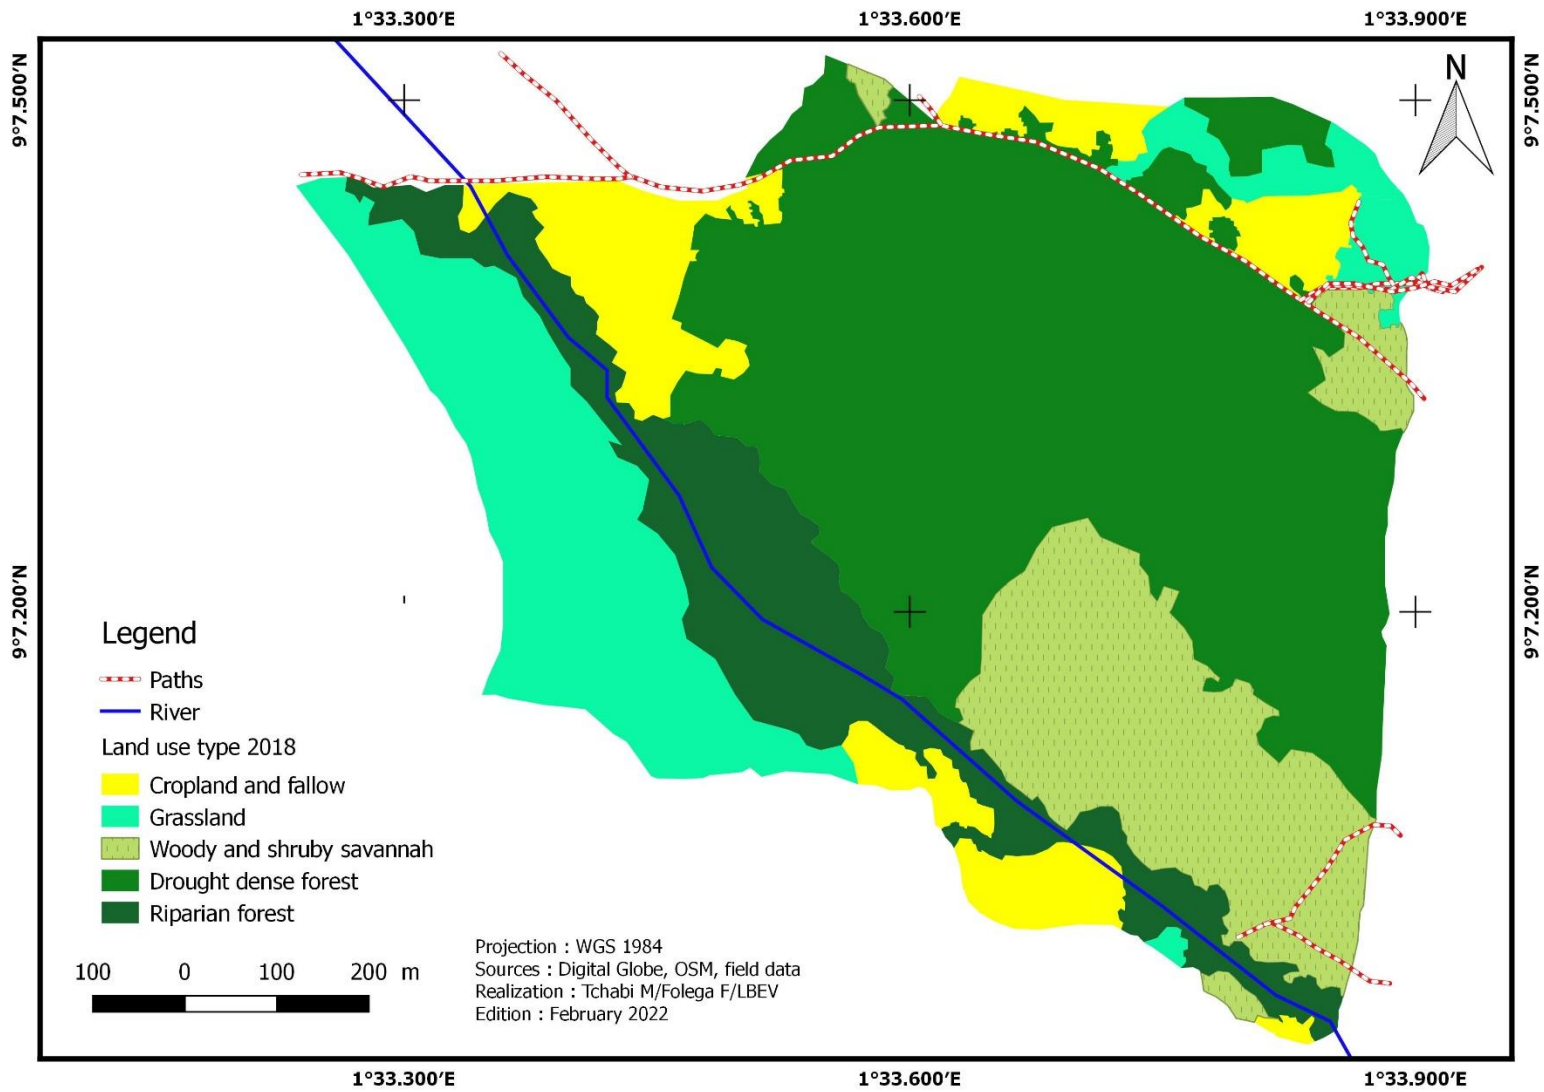 1°33.300′E 1°33.600′E 1°33.900′E
9°7.500′N
9°7.500′N
N
9°7.200′N
9°7.200′N
Legend
Paths
River
Land use type 2018
Cropland and fallow
Grassland
Woody and shruby savannah
Drought dense forest
Riparian forest
100 0 100 200 m
Projection : WGS 1984
Sources : Digital Globe, OSM, field data
Realization : Tchabi M/Folega F/LBEV
Edition : February 2022
1°33.300′E 1°33.600′E 1°33.900′E